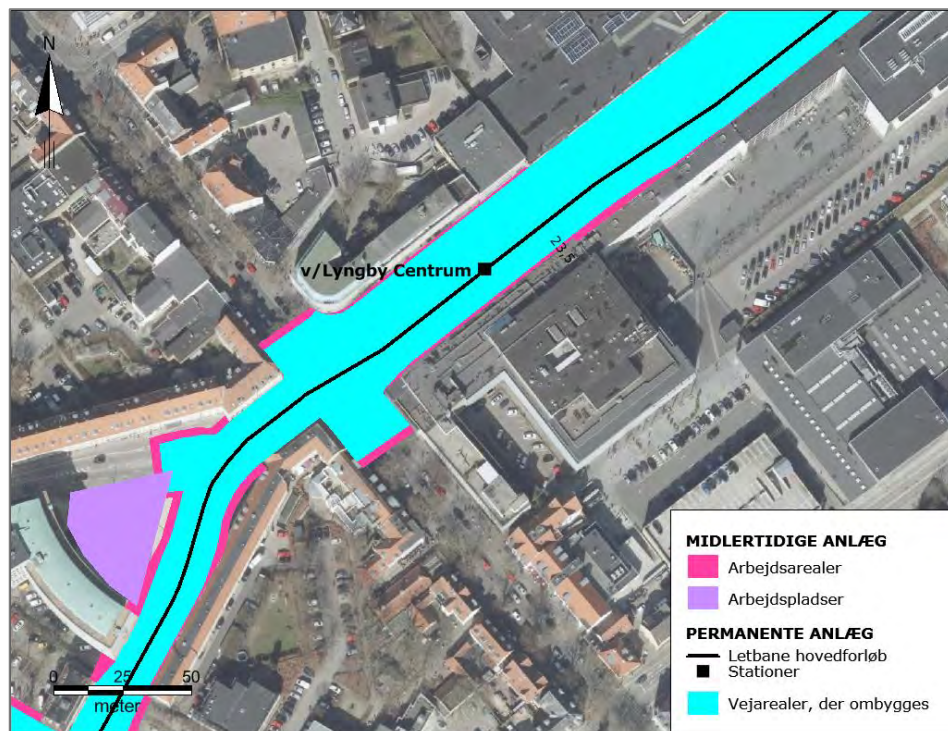 N
v/Lyngby Centrum
23,5
0 25 50
meter
MIDLERTIDIGE ANLÆG
Arbejdsarealer
Arbejdspladser
PERMANENTE ANLÆG
Letbane hovedforløb
Stationer
Vejarealer, der ombygges